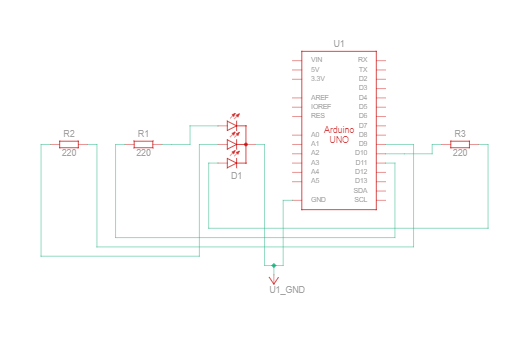 U1
VIN RX
5V TX
3.3V D2
D3
AREF D4
IOREF D5
RES D6
D7
A0 D8
A1 D9
A2 D10
A3 D11
A4 D12
A5 D13
SDA
GND SCL
Arduino
UNO
R2
220
R1
220
D1
R3
220
U1_GND